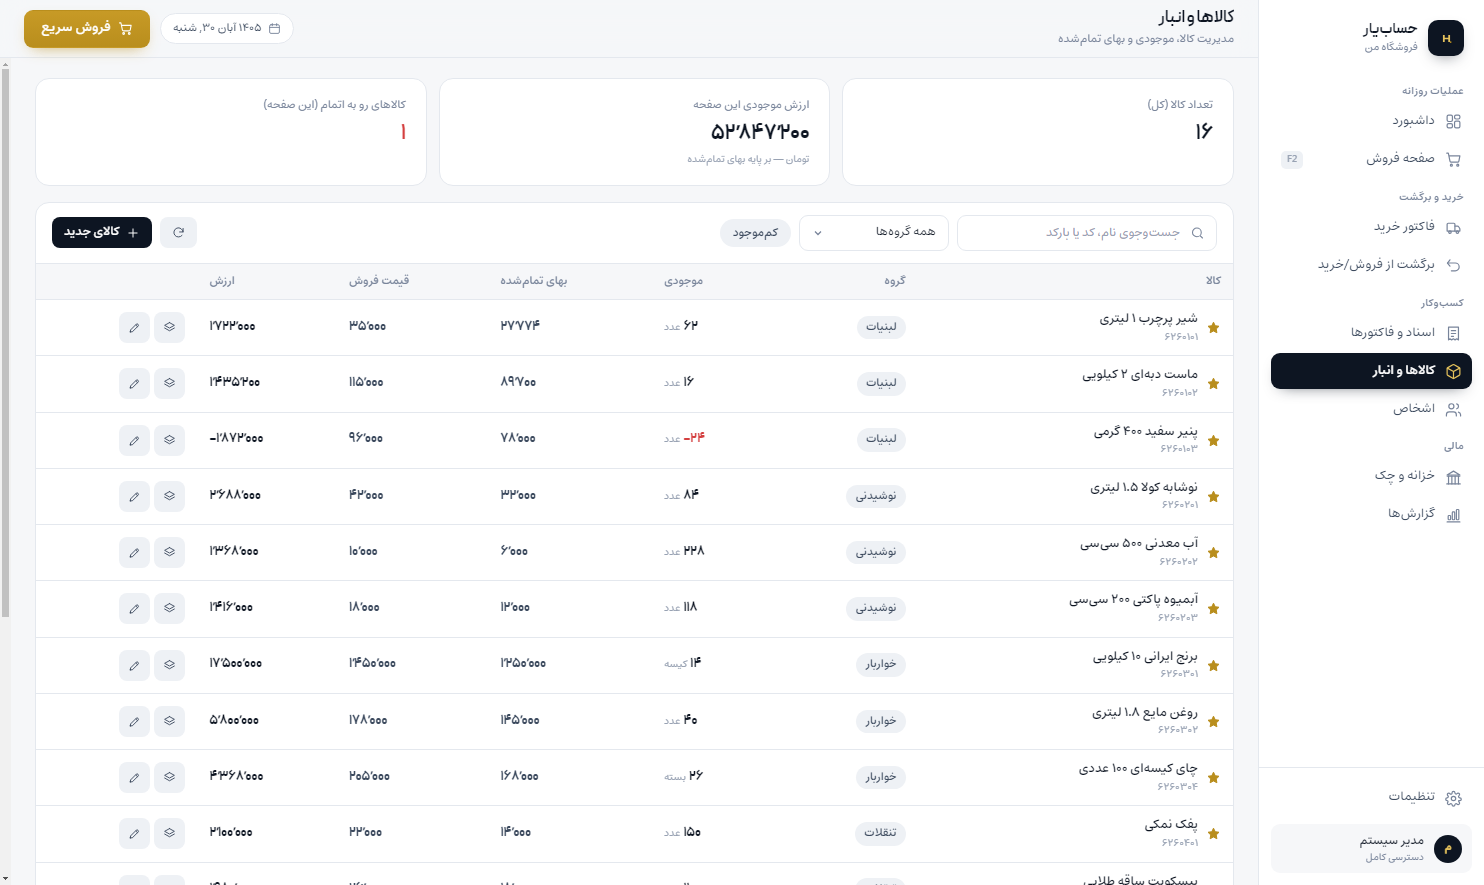 حساب‌یار
فروشگاه من
عملیات روزانه
داشبورد
صفحه فروش
F2
خرید و برگشت
فاکتور خرید
برگشت از فروش/خرید
کسب‌وکار
اسناد و فاکتورها
کالاها و انبار
اشخاص
مالی
خزانه و چک
گزارش‌ها
تنظیمات
م
مدیر سیستم
دسترسی کامل
کالاها و انبار
مدیریت کالا، موجودی و بهای تمام‌شده
۱۴۰۵ آبان ۳۰, شنبه
فروش سریع
تعداد کالا (کل)
۱۶
ارزش موجودی این صفحه
۵۲٬۸۴۷٬۲۰۰
تومان — بر پایه بهای تمام‌شده
کالاهای رو به اتمام (این صفحه)
۱
جست‌وجوی نام، کد یا بارکد
همه گروه‌ها
کم‌موجود
کالای جدید
کالا گروه موجودی بهای تمام‌شده قیمت فروش ارزش
شیر پرچرب ۱ لیتری لبنیات ۶۲ عدد ۲۷٬۷۷۴ ۳۵٬۰۰۰ ۱٬۷۲۲٬۰۰۰
۶۲۶۰۱۰۱
ماست دبه‌ای ۲ کیلویی لبنیات ۱۶ عدد ۸۹٬۷۰۰ ۱۱۵٬۰۰۰ ۱٬۴۳۵٬۲۰۰
۶۲۶۰۱۰۲
پنیر سفید ۴۰۰ گرمی لبنیات ‎−۲۴ عدد ۷۸٬۰۰۰ ۹۶٬۰۰۰ ‎−۱٬۸۷۲٬۰۰۰
۶۲۶۰۱۰۳
نوشابه کولا ۱.۵ لیتری نوشیدنی ۸۴ عدد ۳۲٬۰۰۰ ۴۲٬۰۰۰ ۲٬۶۸۸٬۰۰۰
۶۲۶۰۲۰۱
آب معدنی ۵۰۰ سی‌سی نوشیدنی ۲۲۸ عدد ۶٬۰۰۰ ۱۰٬۰۰۰ ۱٬۳۶۸٬۰۰۰
۶۲۶۰۲۰۲
آبمیوه پاکتی ۲۰۰ سی‌سی نوشیدنی ۱۱۸ عدد ۱۲٬۰۰۰ ۱۸٬۰۰۰ ۱٬۴۱۶٬۰۰۰
۶۲۶۰۲۰۳
برنج ایرانی ۱۰ کیلویی خواربار ۱۴ کیسه ۱٬۲۵۰٬۰۰۰ ۱٬۴۵۰٬۰۰۰ ۱۷٬۵۰۰٬۰۰۰
۶۲۶۰۳۰۱
روغن مایع ۱.۸ لیتری خواربار ۴۰ عدد ۱۴۵٬۰۰۰ ۱۷۸٬۰۰۰ ۵٬۸۰۰٬۰۰۰
۶۲۶۰۳۰۲
چای کیسه‌ای ۱۰۰ عددی خواربار ۲۶ بسته ۱۶۸٬۰۰۰ ۲۰۵٬۰۰۰ ۴٬۳۶۸٬۰۰۰
۶۲۶۰۳۰۴
پفک نمکی تنقلات ۱۵۰ عدد ۱۴٬۰۰۰ ۲۲٬۰۰۰ ۲٬۱۰۰٬۰۰۰
۶۲۶۰۴۰۱
بیسکویت ساقه طلایی